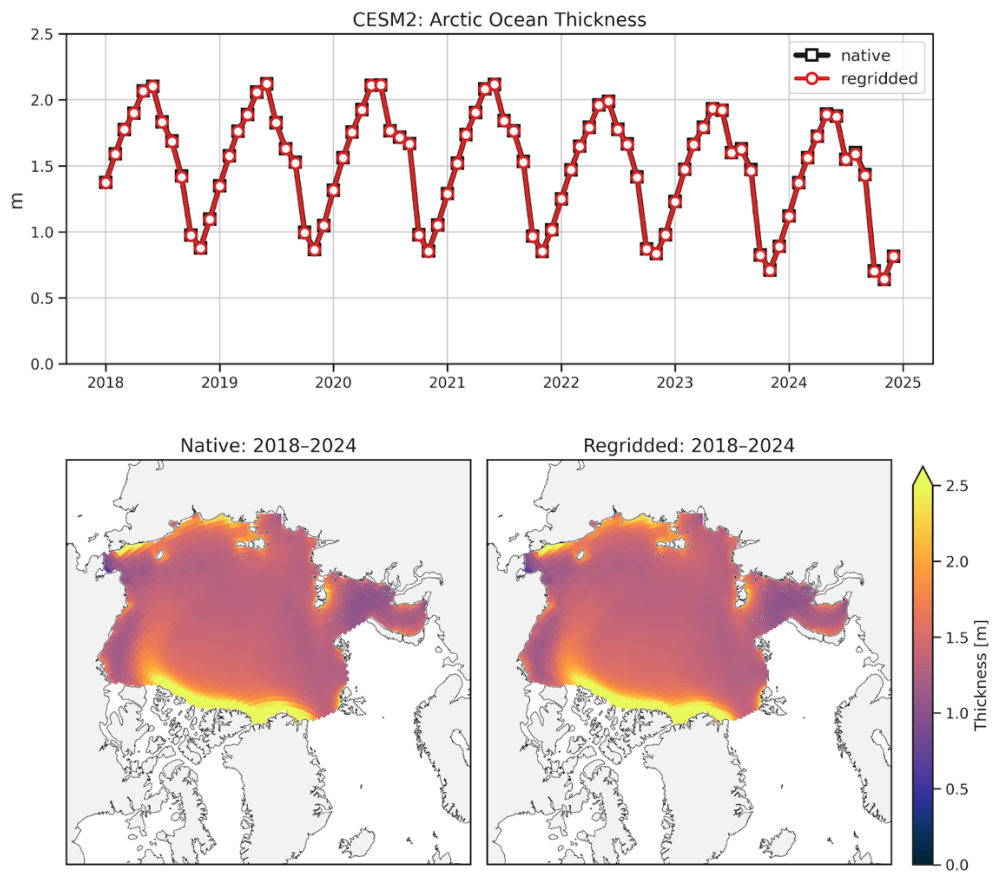 CESM2: Arctic Ocean Thickness
2.5
2.0
1.5
1.0
0.5
0.0
m
native
regridded
2018 2019 2020 2021 2022 2023 2024 2025
Native: 2018–2024
Regridded: 2018–2024
2.5
2.0
1.5
1.0
0.5
0.0
Thickness [m]